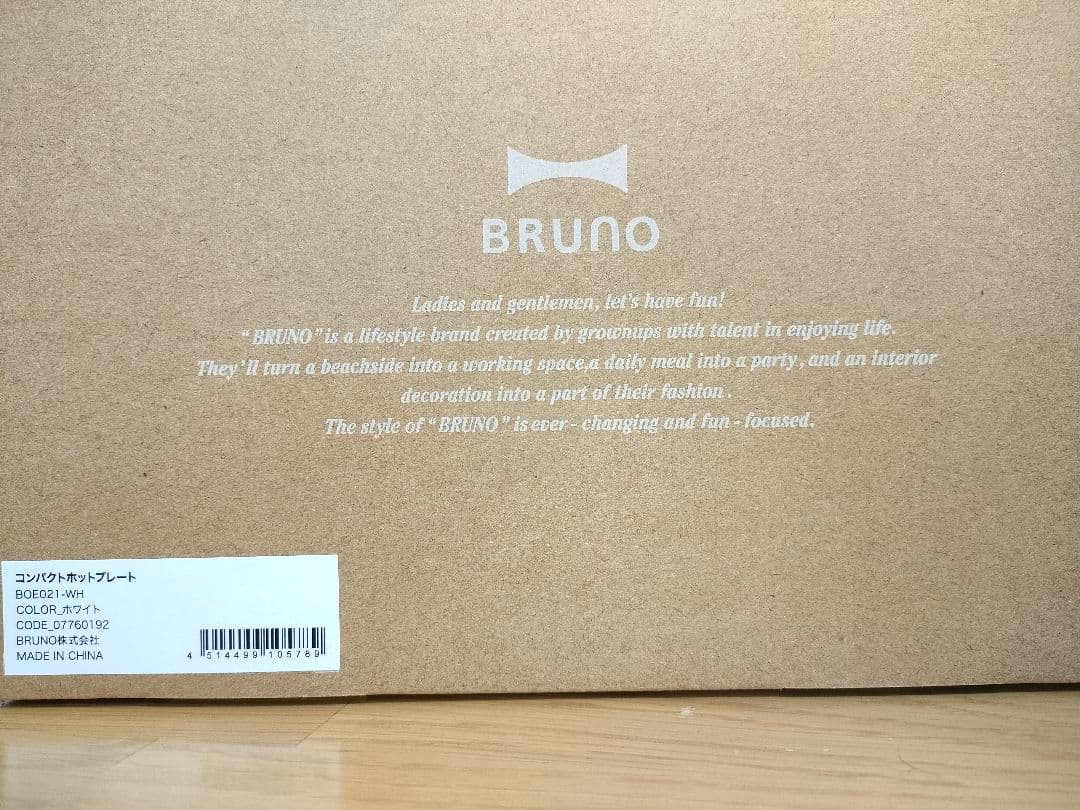 BRUNO
Ladies and gentlemen, let's have fun!
"BRUNO" is a lifestyle brand created by grownups with talent in enjoying life.
They'll turn a beachside into a working space,a daily meal into a party, and an interior
decoration into a part of their fashion.
The style of "BRUNO" is ever - changing and fun - focused.
コンパクトホットプレート
BOE021-WH
COLOR_ホワイト
CODE_07760192
BRUNO株式会社
MADE IN CHINA
4 514499 105789